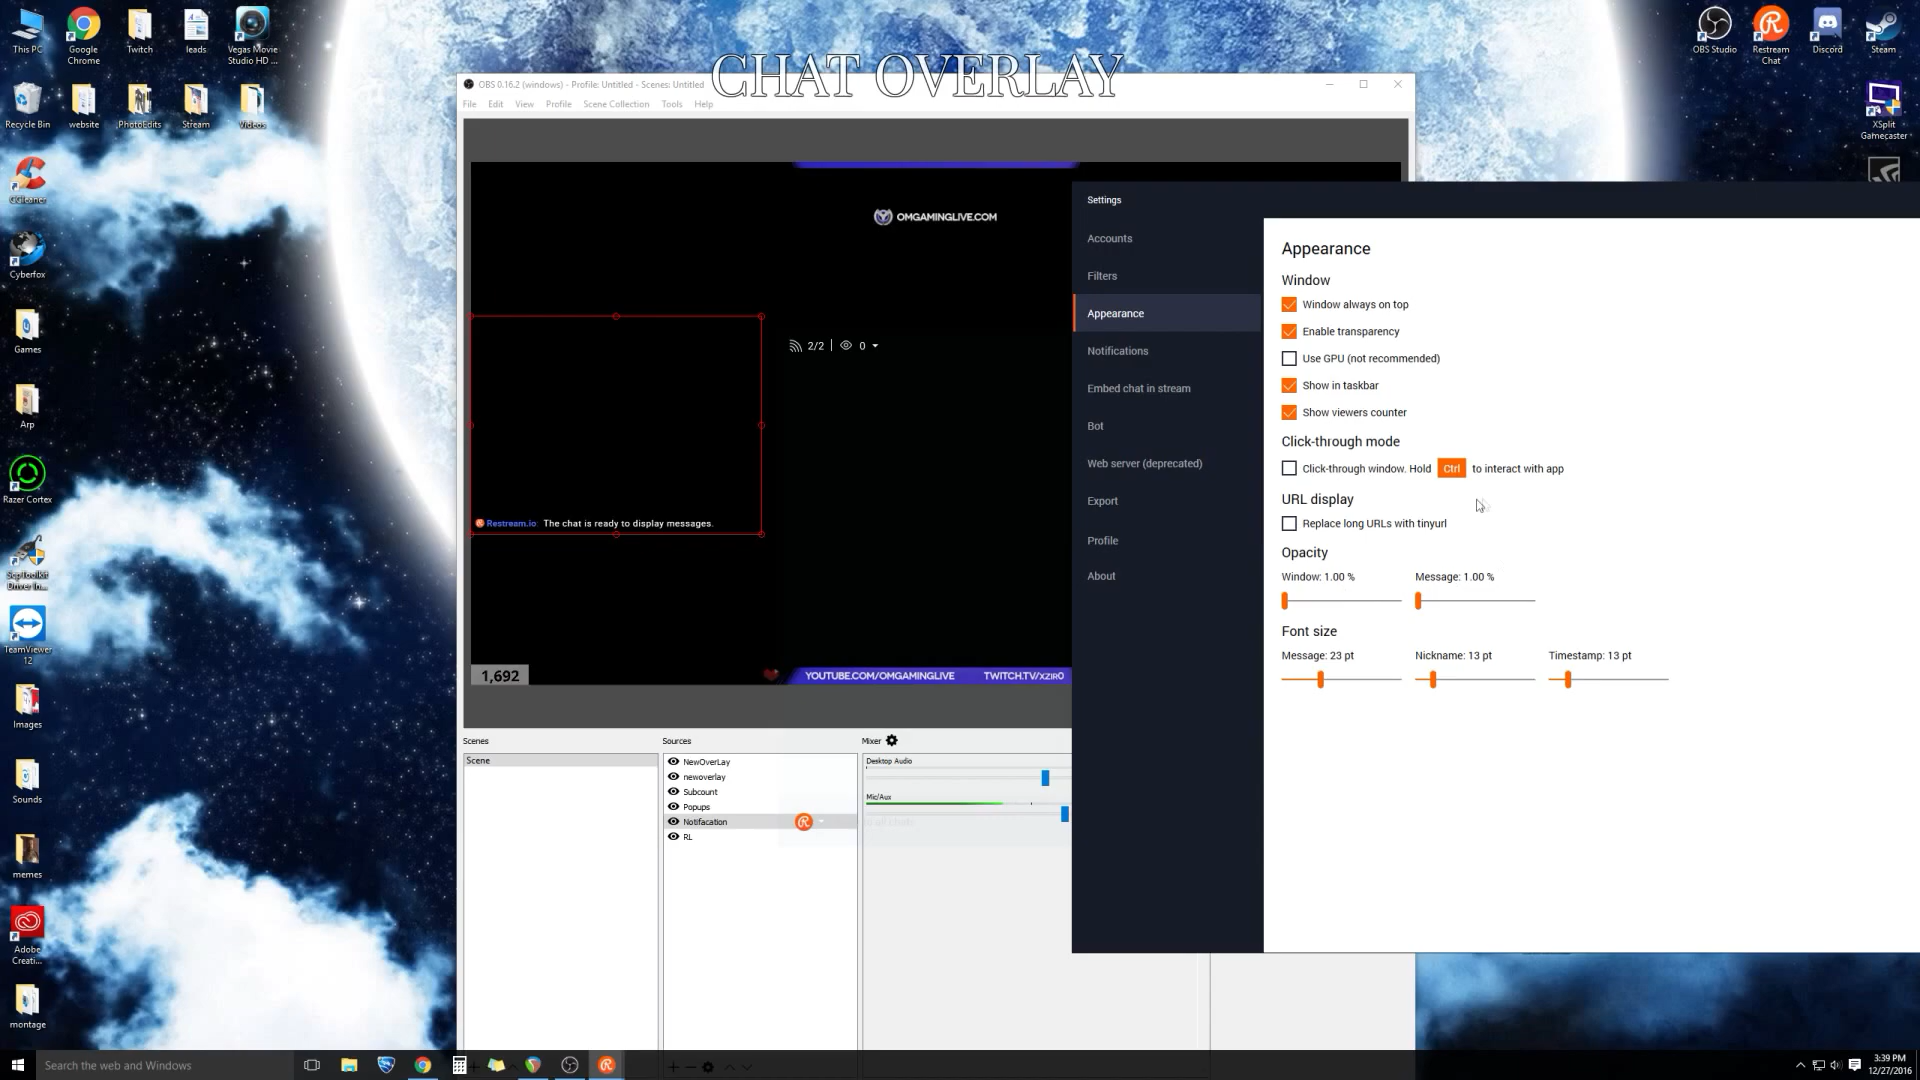 This PC
Google Chrome
Twitch
leads
Vegas Movie Studio HD ...
Recycle Bin
website
PhotoEdits
Stream
Videos
CCleaner
Cyberfox
Games
Arp
Razer Cortex
ScpToolkit Driver In...
TeamViewer 12
Images
Sounds
memes
Adobe Creati...
montage
OBS Studio
Restream Chat
Discord
Steam
XSplit Gamecaster
CHAT OVERLAY
OBS 0.16.2 (windows) - Profile: Untitled - Scenes: Untitled
File Edit View Profile Scene Collection Tools Help
OMGAMINGLIVE.COM
2/2 | 0
Restream.io: The chat is ready to display messages.
1,692
YOUTUBE.COM/OMGAMINGLIVE TWITCH.TV/XZIR0
Scenes
Scene
Sources
NewOverLay
newoverlay
Subcount
Popups
Notifacation
RL
Mixer
Desktop Audio
Mic/Aux
Settings
Accounts
Filters
Appearance
Notifications
Embed chat in stream
Bot
Web server (deprecated)
Export
Profile
About
Appearance
Window
Window always on top
Enable transparency
Use GPU (not recommended)
Show in taskbar
Show viewers counter
Click-through mode
Click-through window. Hold Ctrl to interact with app
URL display
Replace long URLs with tinyurl
Opacity
Window: 1.00 % Message: 1.00 %
Font size
Message: 23 pt Nickname: 13 pt Timestamp: 13 pt
Search the web and Windows
3:39 PM
12/27/2016